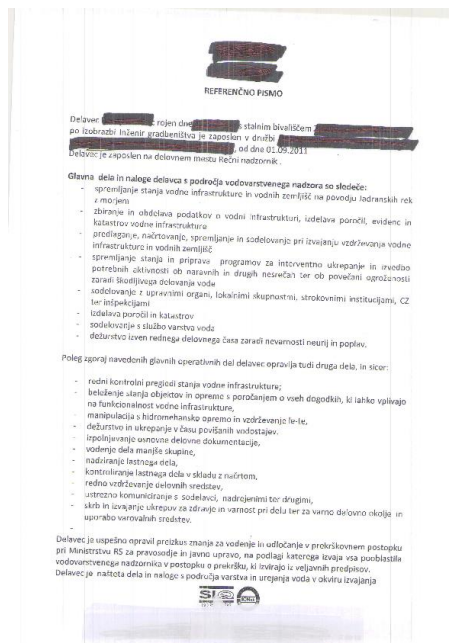 REFERENČNO PISMO
Delavec rojen dne s stalnim bivališčem
po izobrazbi Inženir gradbeništva je zaposlen v družbi
, od dne 01.09.2011
Delavec je zaposlen na delovnem mestu Rečni nadzornik .
Glavna dela in naloge delavca s področja vodovarstvenega nadzora so sledeče:
- spremljanje stanja vodne infrastrukture in vodnih zemljišč na povodju Jadranskih rek
z morjem
- zbiranje in obdelava podatkov o vodni infrastrukturi, izdelava poročil, evidenc in
katastrov vodne infrastrukture
- predlaganje, načrtovanje, spremljanje in sodelovanje pri izvajanju vzdrževanja vodne
infrastrukture in vodnih zemljišč
- spremljanje stanja in priprava programov za interventno ukrepanje in izvedbo
potrebnih aktivnosti ob naravnih in drugih nesrečah ter ob povečani ogroženosti
zaradi škodljivega delovanja voda
- sodelovanje z upravnimi organi, lokalnimi skupnostmi, strokovnimi institucijami, CZ
ter inšpekcijami
- izdelava poročil in katastrov
- sodelovanje s službo varstva voda
- dežurstvo izven rednega delovnega časa zaradi nevarnosti neurij in poplav.
Poleg zgoraj navedenih glavnih operativnih del delavec opravlja tudi druga dela, in sicer:
- redni kontrolni pregledi stanja vodne infrastrukture;
- beleženje stanja objektov in opreme s poročanjem o vseh dogodkih, ki lahko vplivajo
na funkcionalnost vodne infrastrukture,
- manipulacija s hidromehansko opremo in vzdrževanje le-te,
- dežurstvo in ukrepanje v času povišanih vodostajev.
- izpolnjevanje osnovne delovne dokumentacije,
- vodenje dela manjše skupine,
- nadziranje lastnega dela,
- kontroliranje lastnega dela v skladu z načrtom,
- redno vzdrževanje delovnih sredstev,
- ustrezno komuniciranje s sodelavci, nadrejenimi ter drugimi,
- skrb in izvajanje ukrepov za zdravje in varnost pri delu ter za varno delovno okolje in
uporabo varovalnih sredstev.
-
Delavec je uspešno opravil preizkus znanja za vodenje in odločanje v prekrškovnem postopku
pri Ministrstvu RS za pravosodje in javno upravo, na podlagi katerega izvaja vsa pooblastila
vodovarstvenega nadzornika v postopku o prekršku, ki izvirajo iz veljavnih predpisov.
Delavec je našteta dela in naloge s področja varstva in urejanja voda v okviru izvajanja